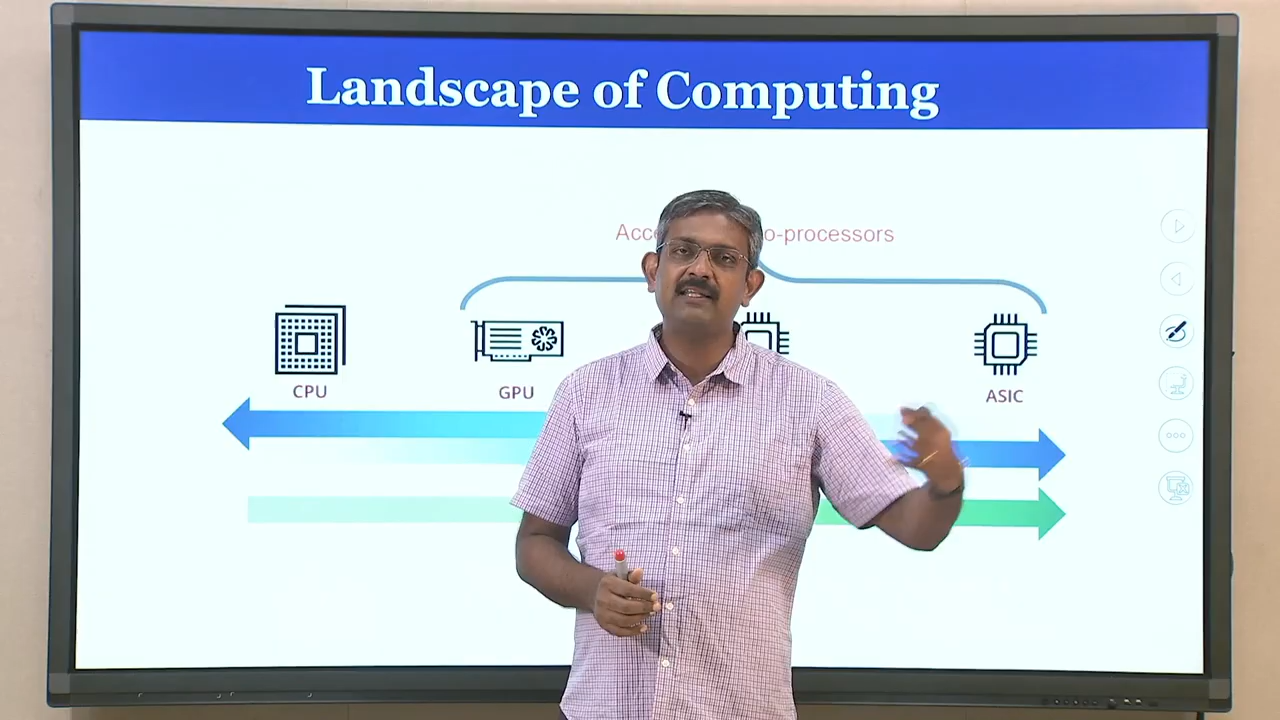 Landscape of Computing
Acce o-processors
CPU
GPU
ASIC